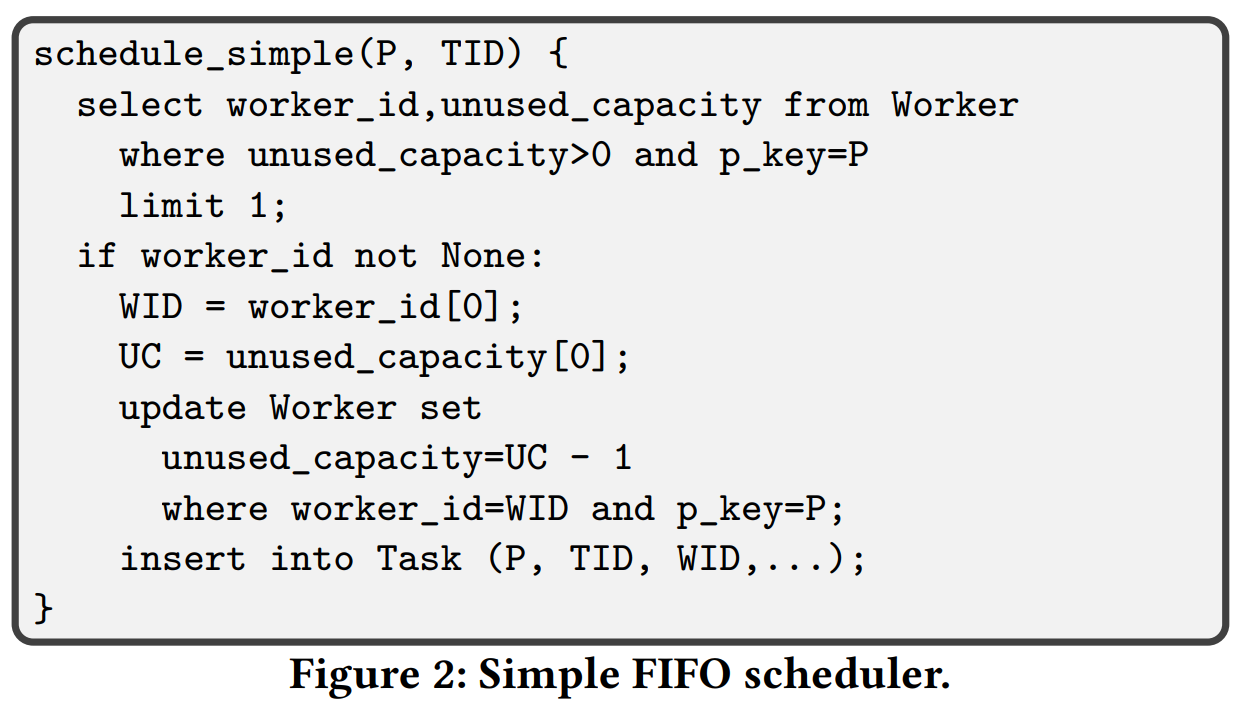 schedule_simple(P, TID) {
select worker_id,unused_capacity from Worker
where unused_capacity>0 and p_key=P
limit 1;
if worker_id not None:
WID = worker_id[0];
UC = unused_capacity[0];
update Worker set
unused_capacity=UC - 1
where worker_id=WID and p_key=P;
insert into Task (P, TID, WID,...);
}
Figure 2: Simple FIFO scheduler.